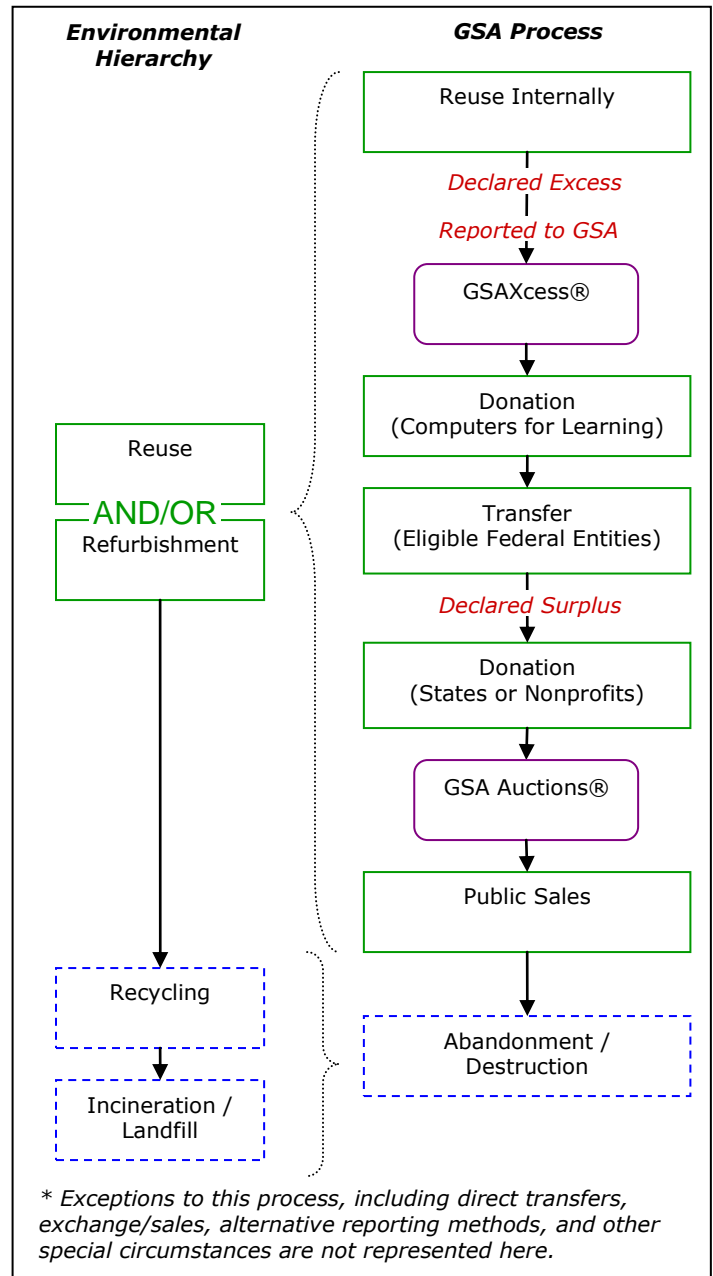 Environmental
Hierarchy
GSA Process
Reuse Internally
Declared Excess
Reported to GSA
GSAXcess®
Donation
(Computers for Learning)
Reuse
AND/OR
Refurbishment
Transfer
(Eligible Federal Entities)
Declared Surplus
Donation
(States or Nonprofits)
GSA Auctions®
Public Sales
Recycling
Abandonment /
Destruction
Incineration /
Landfill
* Exceptions to this process, including direct transfers,
exchange/sales, alternative reporting methods, and other
special circumstances are not represented here.